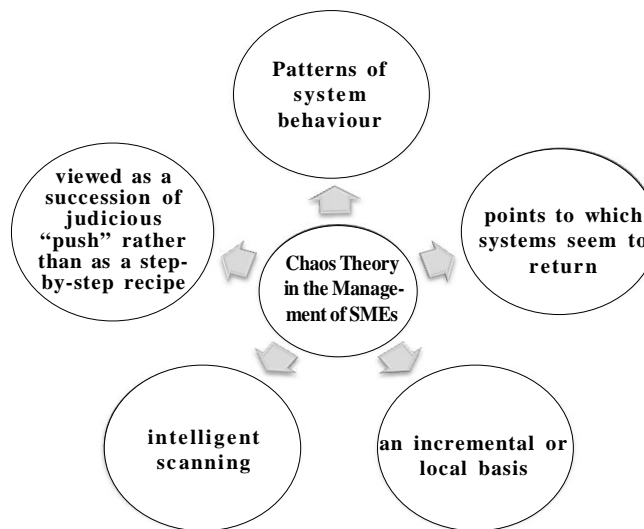 Patterns of
system
behaviour
viewed as a
succession of
judicious
“push” rather
than as a step-
by-step recipe
points to which
systems seem to
return
Chaos Theory
in the Manage-
ment of SMEs
intelligent
scanning
an incremental or
local basis